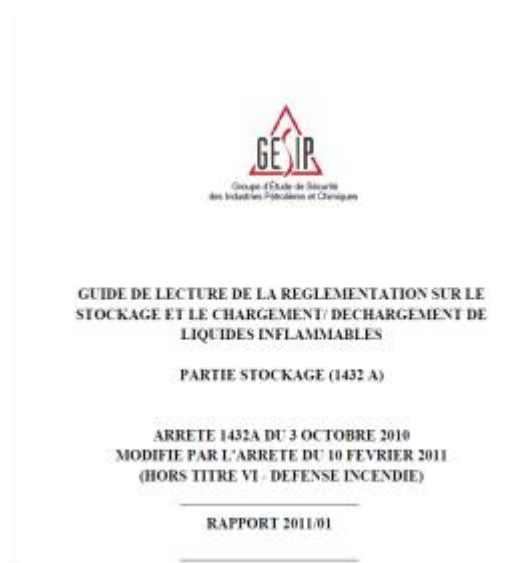 GESIP
Groupe d'Étude de Sécurité
des Industries Pétrolières et Chimiques
GUIDE DE LECTURE DE LA REGLEMENTATION SUR LE
STOCKAGE ET LE CHARGEMENT/ DECHARGEMENT DE
LIQUIDES INFLAMMABLES
PARTIE STOCKAGE (1432 A)
ARRETE 1432A DU 3 OCTOBRE 2010
MODIFIE PAR L'ARRETE DU 10 FEVRIER 2011
(HORS TITRE VI - DEFENSE INCENDIE)
RAPPORT 2011/01